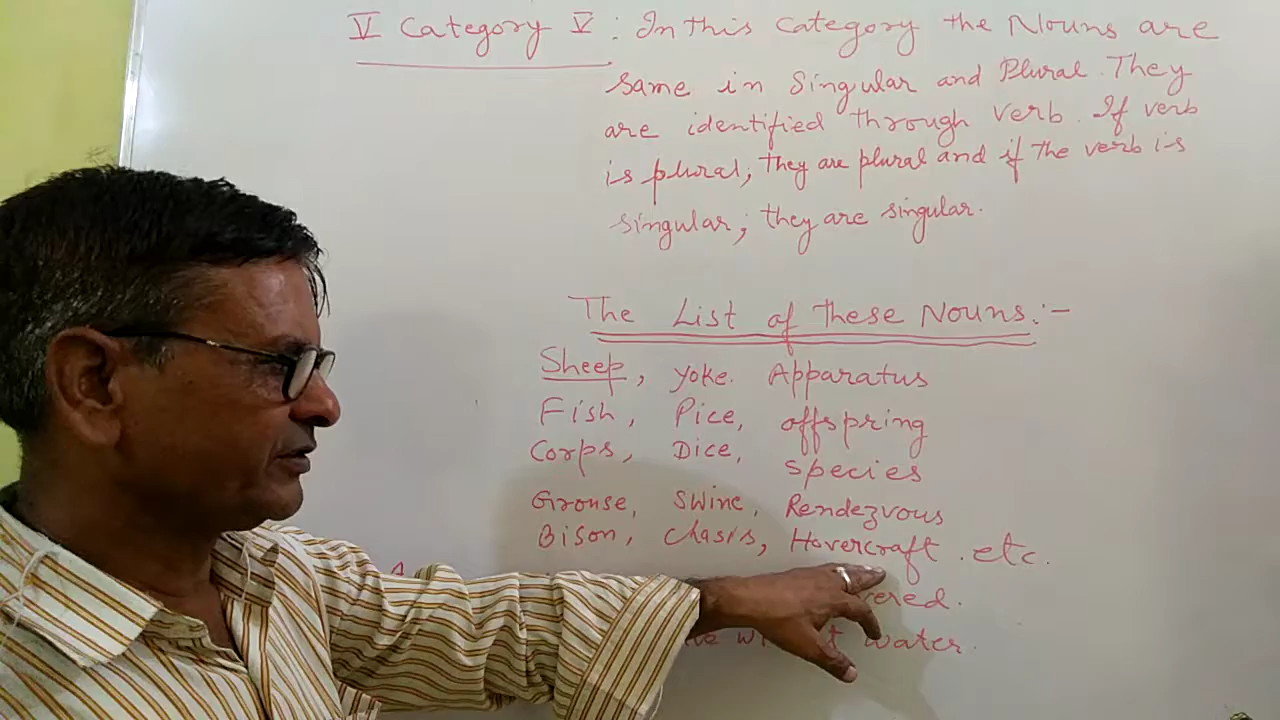 V Category V : In this category the Nouns are
same in Singular and Plural. They
are identified through verb. If verb
is plural, they are plural and if the verb is
singular; they are singular.
The List of these Nouns :-
Sheep, Yoke. Apparatus
Fish, Pice, offspring
Corps, Dice, species
Grouse, Swine, Rendezvous
Bison, Chasis, Hovercraft. etc.
water.